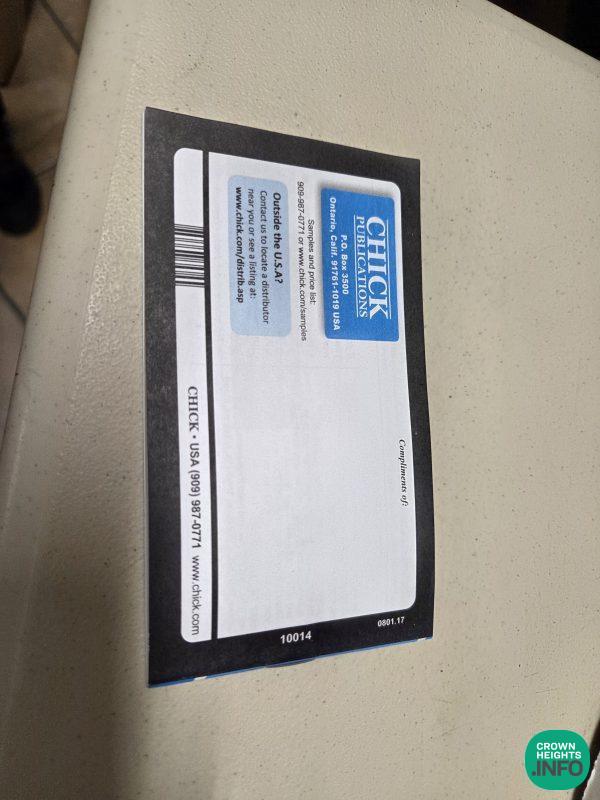 Compliments of:
CHICK
PUBLICATIONS
P.O. Box 3500
Ontario, Calif. 91761-1019 USA
Samples and price list:
909-987-0771 or www.chick.com/samples
Outside the U.S.A?
Contact us to locate a distributor
near you or see a listing at:
www.chick.com/distrib.asp
CHICK • USA (909) 987-0771 www.chick.com
0801.17
10014
CROWN
HEIGHTS
.INFO